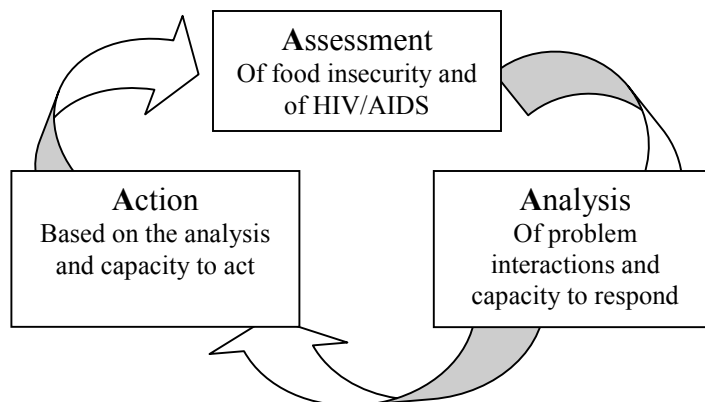 Assessment
Of food insecurity and
of HIV/AIDS
Action
Based on the analysis
and capacity to act
Analysis
Of problem
interactions and
capacity to respond